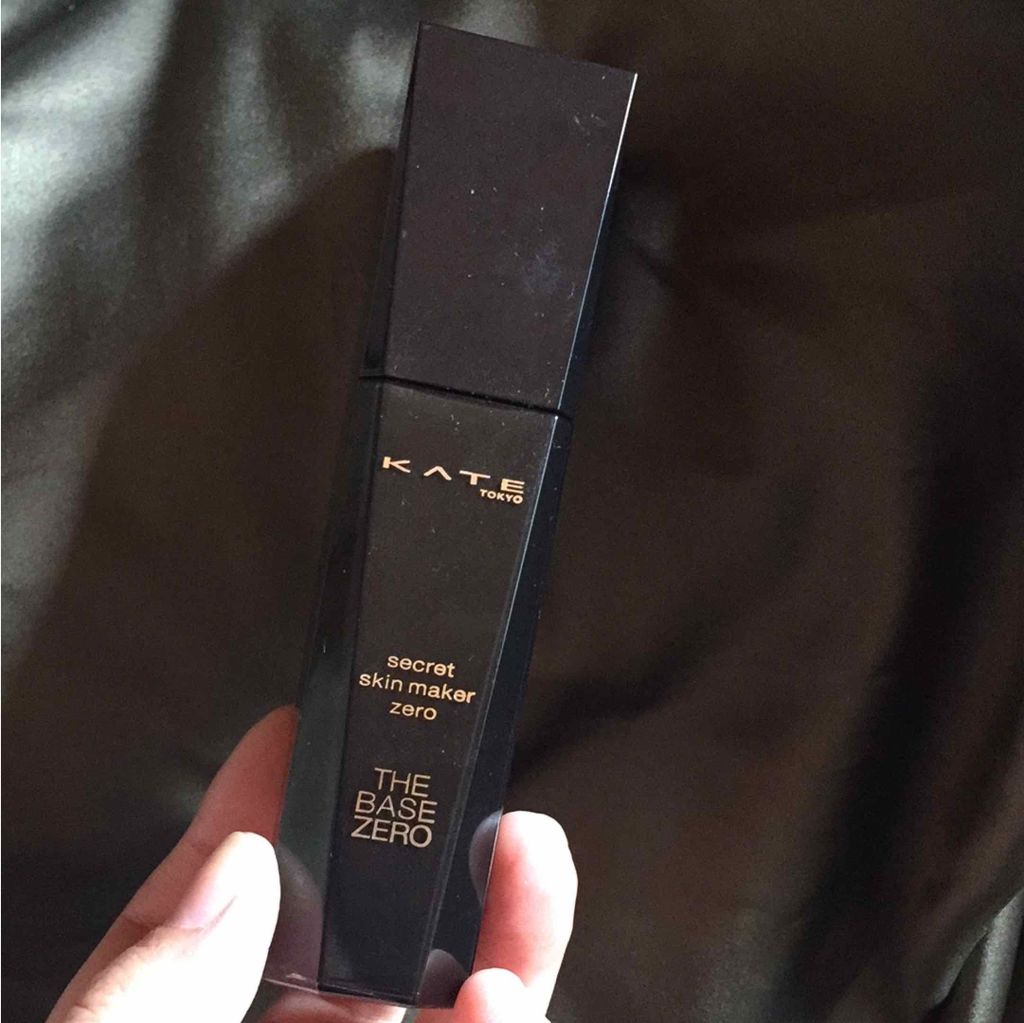 KATE
TOKYO
secret
skin maker
zero
THE
BASE
ZERO